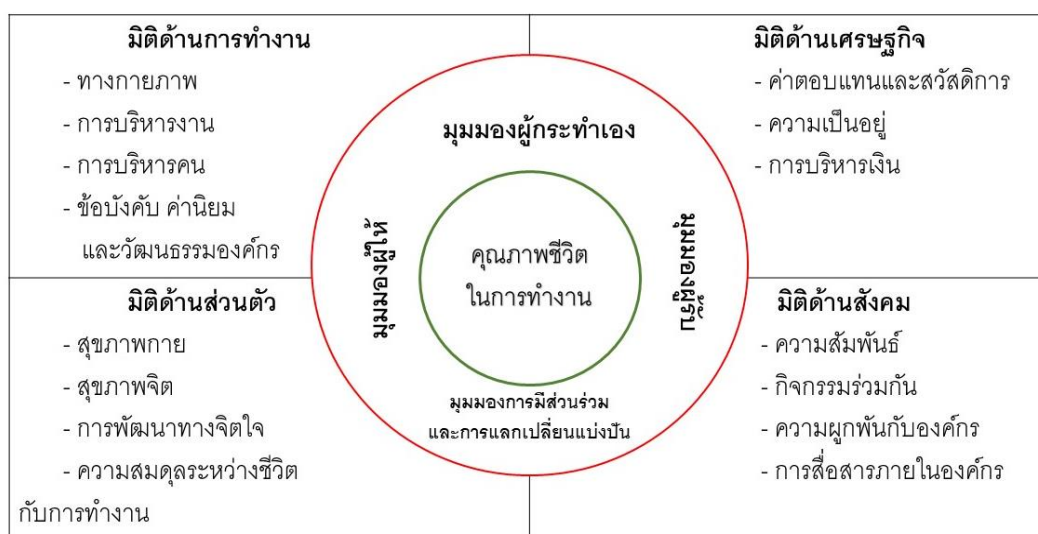 มิติด้านการทำงาน
- ทางกายภาพ
- การบริหารงาน
- การบริหารคน
- ข้อบังคับ ค่านิยม
และวัฒนธรรมองค์กร
มิติด้านเศรษฐกิจ
- ค่าตอบแทนและสวัสดิการ
- ความเป็นอยู่
- การบริหารเงิน
มุมมองผู้กระทำเอง
มุมมองผู้ให้
คุณภาพชีวิต
ในการทำงาน
มุมมองผู้รับ
มุมมองการมีส่วนร่วม
และการแลกเปลี่ยนแบ่งปัน
มิติด้านส่วนตัว
- สุขภาพกาย
- สุขภาพจิต
- การพัฒนาทางจิตใจ
- ความสมดุลระหว่างชีวิต
กับการทำงาน
มิติด้านสังคม
- ความสัมพันธ์
- กิจกรรมร่วมกัน
- ความผูกพันกับองค์กร
- การสื่อสารภายในองค์กร